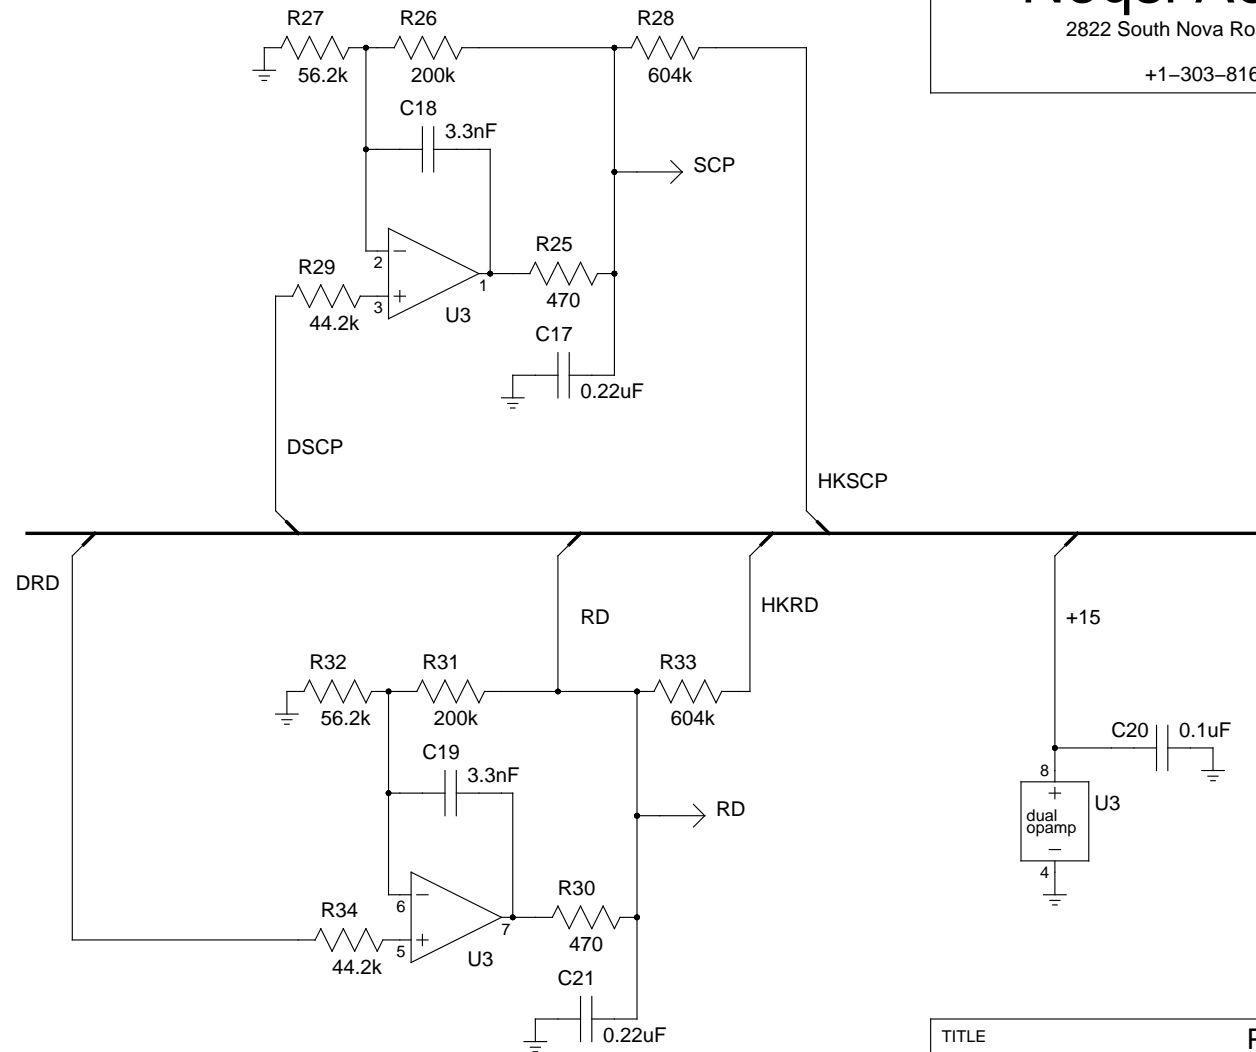 R27
R26
R28
56.2k
200k
604k
2822 South Nova Ro
+1−303−816
C18
3.3nF
SCP
R25
2
R29
1
470
3
+
−
44.2k
U3
C17
0.22uF
DSCP
HKSCP
DRD
RD
HKRD
+15
R32
R31
R33
56.2k
200k
604k
C19
3.3nF
C20
0.1uF
8
+
U3
dual
opamp
−
4
RD
R30
6
−
R34
7
470
5
+
44.2k
U3
C21
0.22uF
TITLE